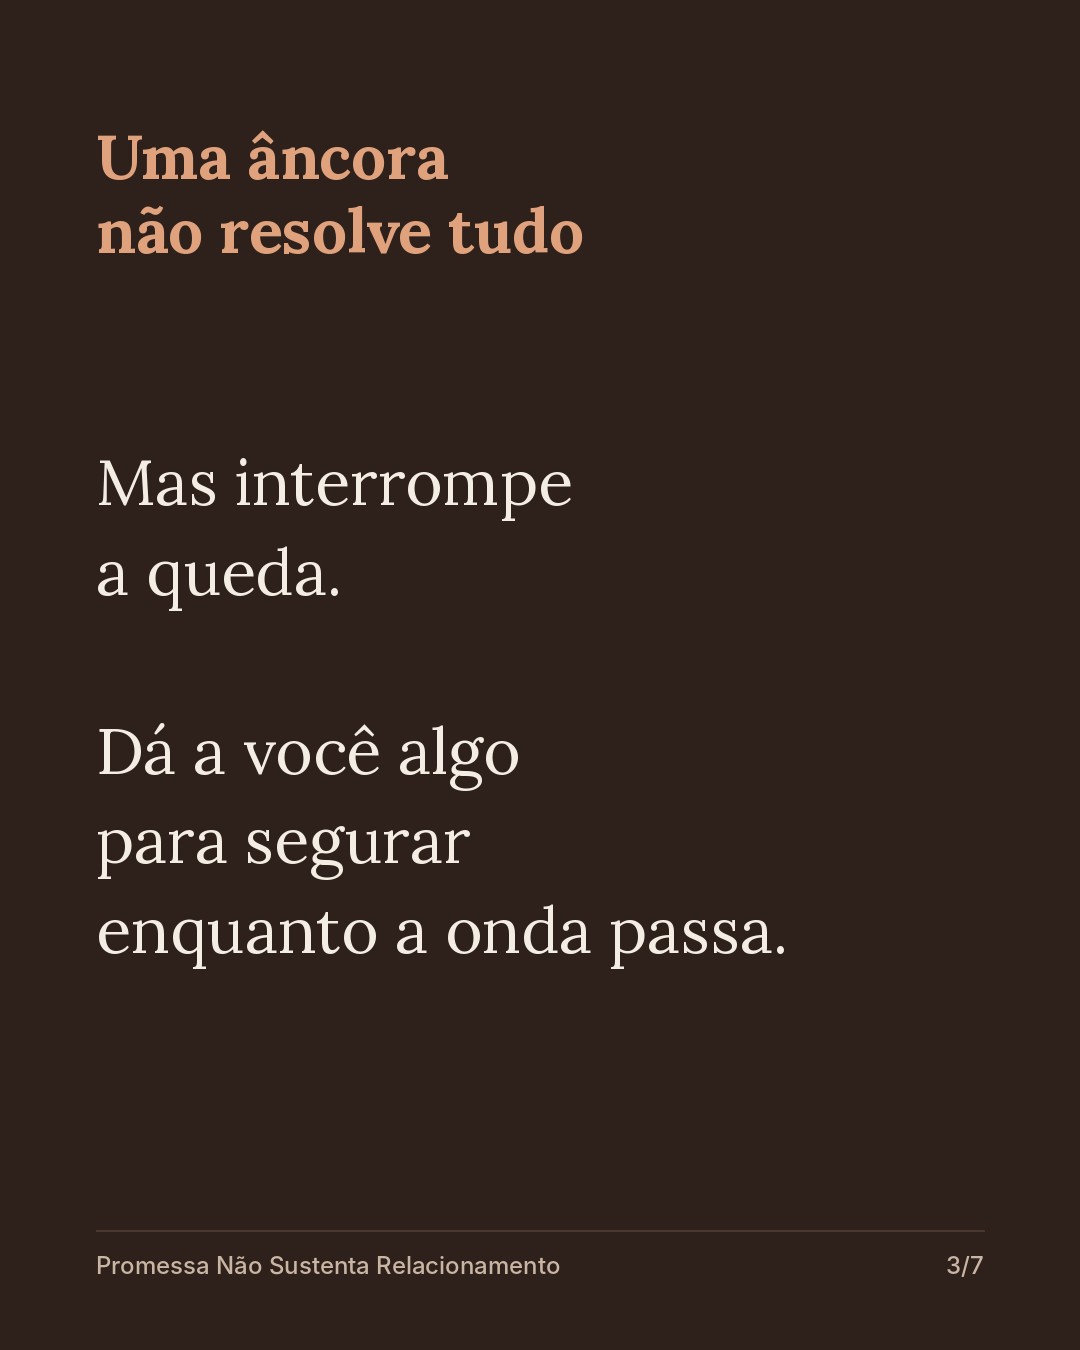 Uma âncora
não resolve tudo
Mas interrompe
a queda.
Dá a você algo
para segurar
enquanto a onda passa.
Promessa Não Sustenta Relacionamento
3/7